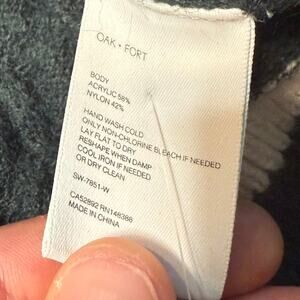 OAK + FORT
BODY
ACRYLIC 58%
NYLON 42%
HAND WASH COLD
ONLY NON-CHLORINE BLEACH IF NEEDED
LAY FLAT TO DRY
RESHAPE WHEN DAMP
COOL IRON IF NEEDED
OR DRY CLEAN
SW-7851-W
CA52892 RN148386
MADE IN CHINA